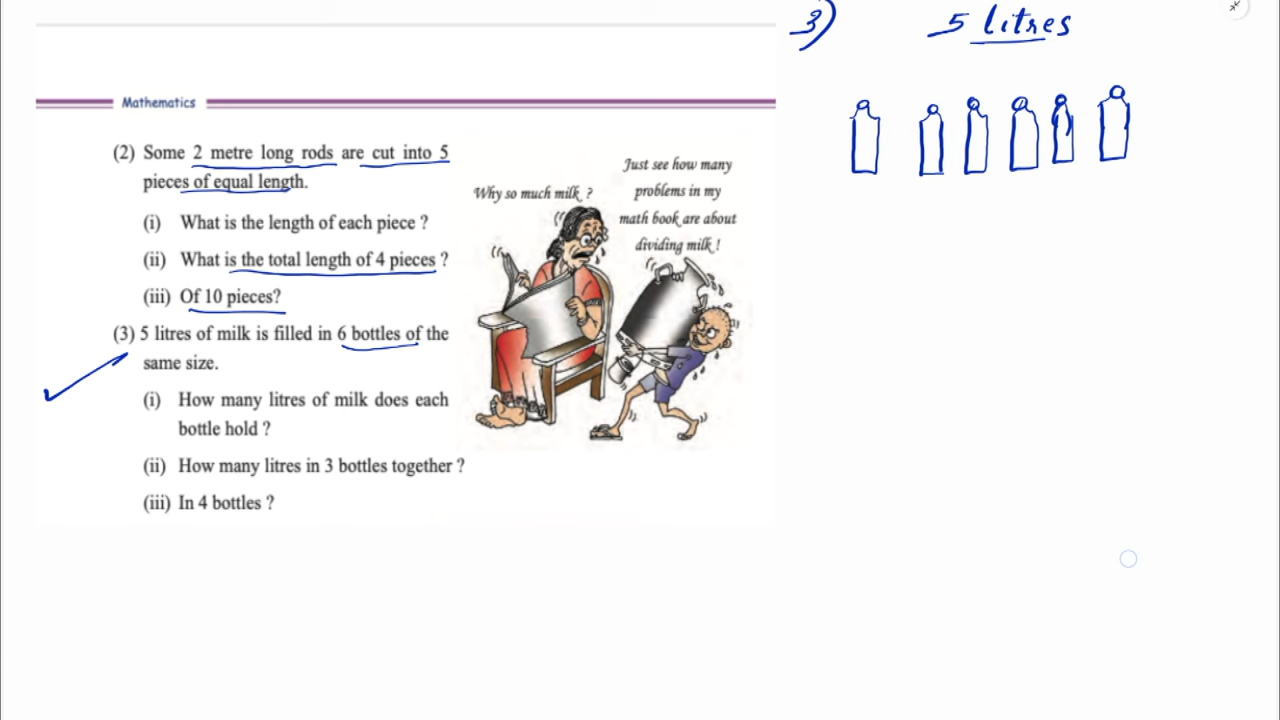 Mathematics
(2) Some 2 metre long rods are cut into 5
pieces of equal length.
(i) What is the length of each piece ?
(ii) What is the total length of 4 pieces ?
(iii) Of 10 pieces?
(3) 5 litres of milk is filled in 6 bottles of the
same size.
(i) How many litres of milk does each
bottle hold ?
(ii) How many litres in 3 bottles together ?
(iii) In 4 bottles ?
Why so much milk ?
Just see how many
problems in my
math book are about
dividing milk !
3) 5 litres